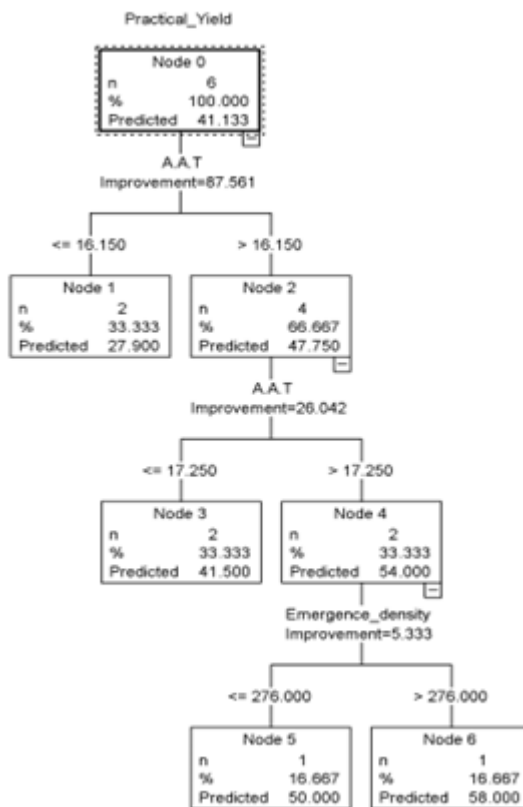 Practical_Yield
Node 0
n 6
% 100.000
Predicted 41.133
A.A.T
Improvement=87.561
<= 16.150
> 16.150
Node 1
n 2
% 33.333
Predicted 27.900
Node 2
n 4
% 66.667
Predicted 47.750
A.A.T
Improvement=26.042
<= 17.250
> 17.250
Node 3
n 2
% 33.333
Predicted 41.500
Node 4
n 2
% 33.333
Predicted 54.000
Emergence_density
Improvement=5.333
<= 276.000
> 276.000
Node 5
n 1
% 16.667
Predicted 50.000
Node 6
n 1
% 16.667
Predicted 58.000